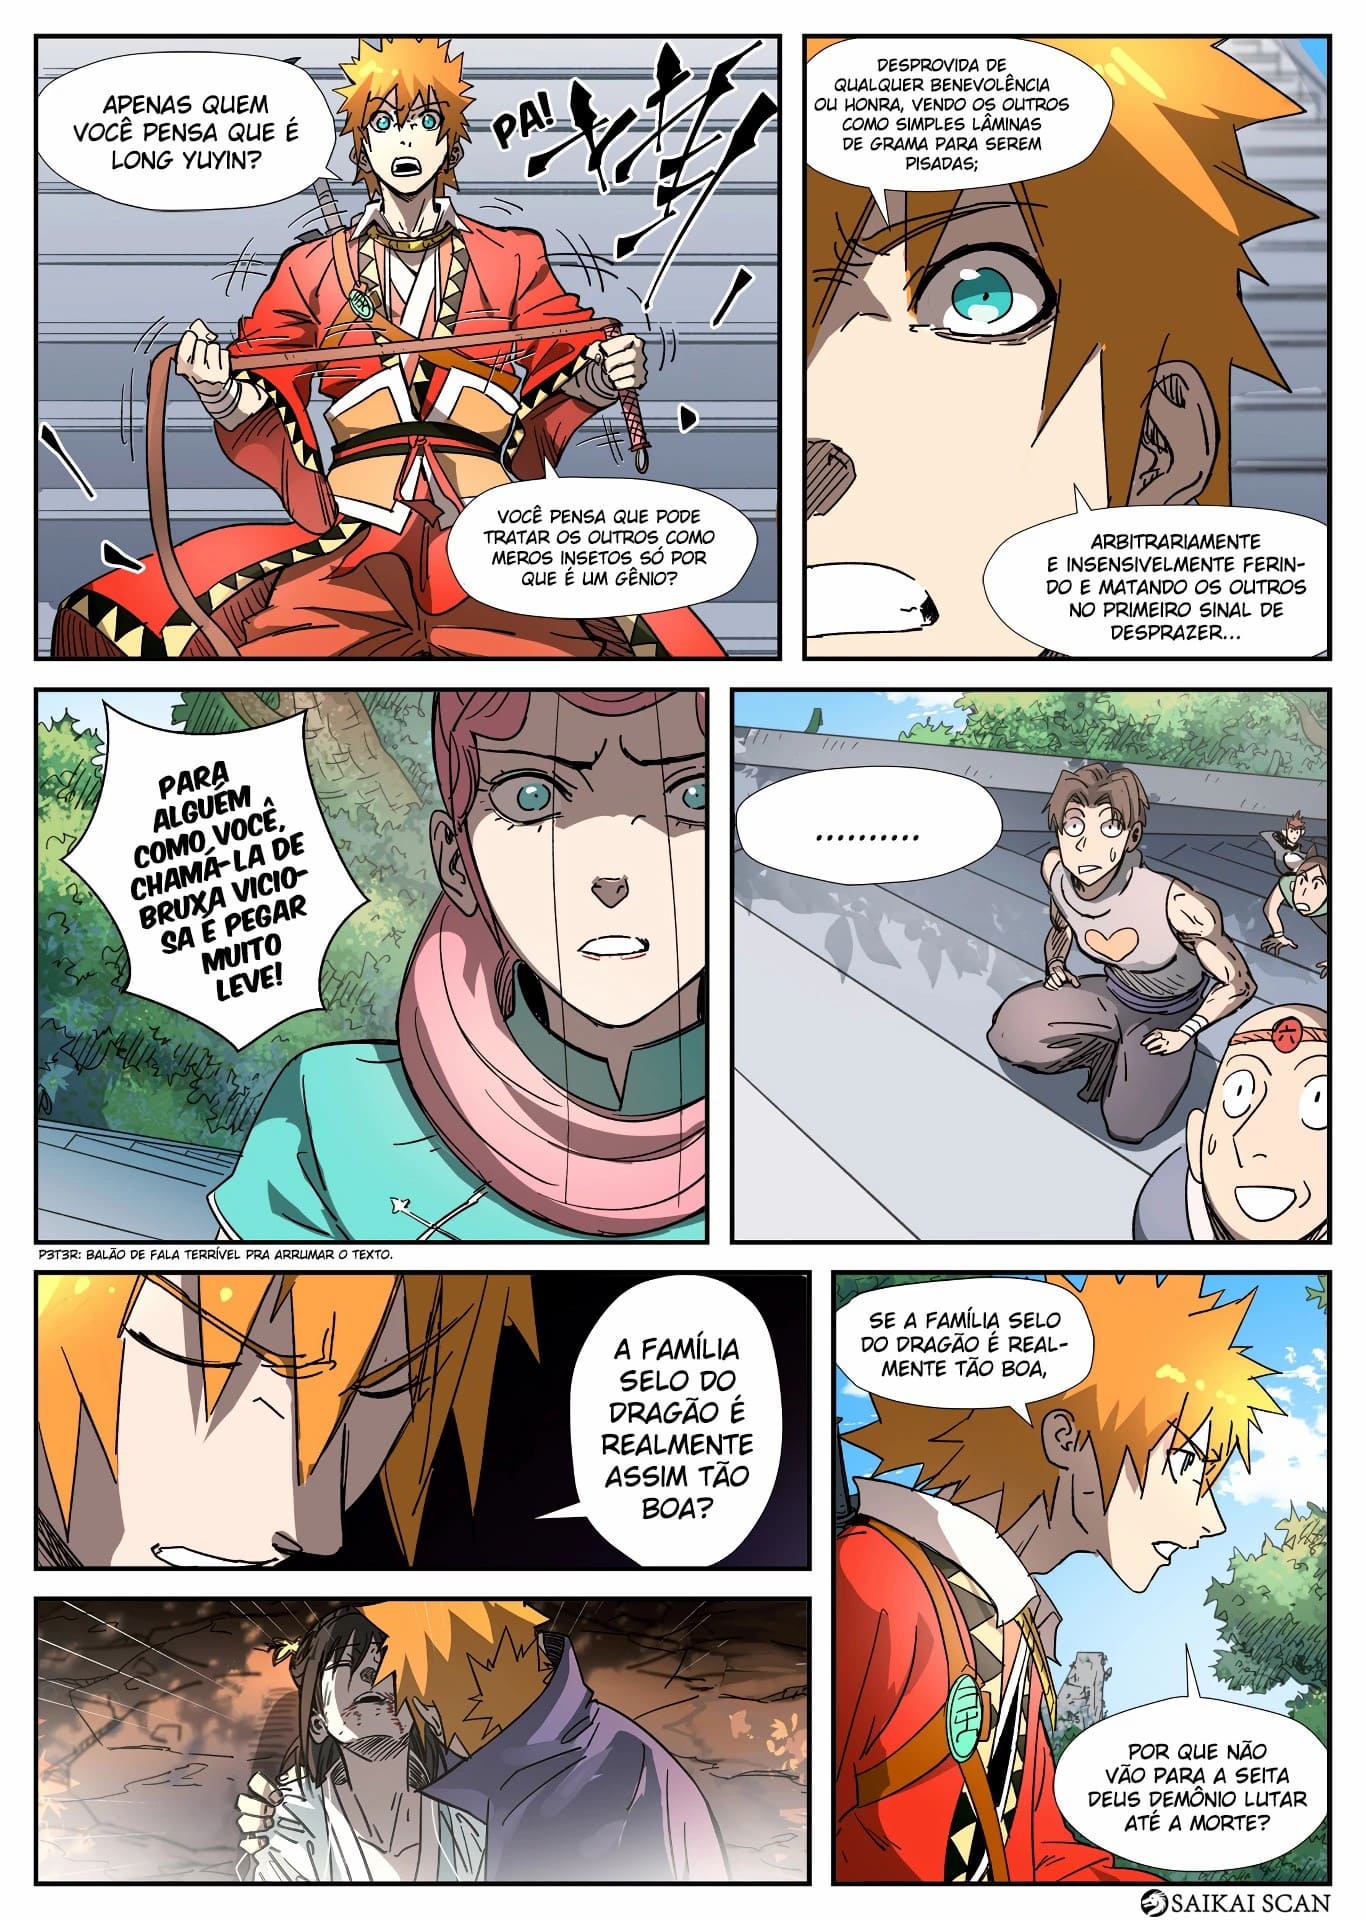 APENAS QUEM
VOCÊ PENSA QUE É
LONG YUYIN?
PA!
VOCÊ PENSA QUE PODE
TRATAR OS OUTROS COMO
MEROS INSETOS SÓ POR
QUE É UM GÊNIO?
DESPROVIDA DE
QUALQUER BENEVOLÊNCIA
OU HONRA, VENDO OS OUTROS
COMO SIMPLES LÂMINAS
DE GRAMA PARA SEREM
PISADAS;
ARBITRARIAMENTE
E INSENSIVELMENTE FERIN-
DO E MATANDO OS OUTROS
NO PRIMEIRO SINAL DE
DESPRAZER...
PARA
ALGUÉM
COMO VOCÊ,
CHAMÁ-LA DE
BRUXA VICIO-
SA É PEGAR
MUITO
LEVE!
..........
六
P3T3R: BALÃO DE FALA TERRÍVEL PRA ARRUMAR O TEXTO.
A FAMÍLIA
SELO DO
DRAGÃO É
REALMENTE
ASSIM TÃO
BOA?
SE A FAMÍLIA SELO
DO DRAGÃO É REAL-
MENTE TÃO BOA,
POR QUE NÃO
VÃO PARA A SEITA
DEUS DEMÔNIO LUTAR
ATÉ A MORTE?
SAIKAI SCAN